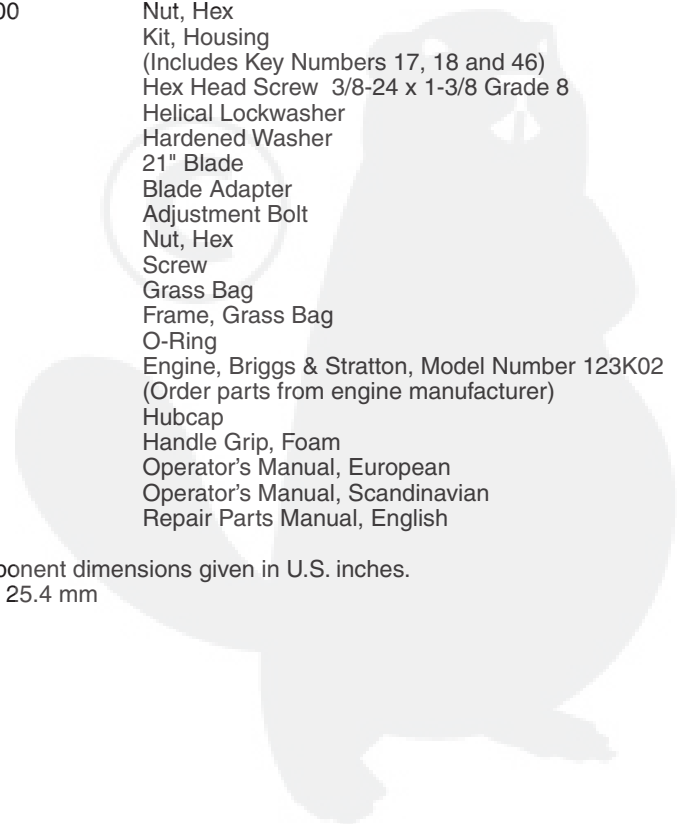 00 Nut, Hex
Kit, Housing
(Includes Key Numbers 17, 18 and 46)
Hex Head Screw 3/8-24 x 1-3/8 Grade 8
Helical Lockwasher
Hardened Washer
21" Blade
Blade Adapter
Adjustment Bolt
Nut, Hex
Screw
Grass Bag
Frame, Grass Bag
O-Ring
Engine, Briggs & Stratton, Model Number 123K02
(Order parts from engine manufacturer)
Hubcap
Handle Grip, Foam
Operator’s Manual, European
Operator’s Manual, Scandinavian
Repair Parts Manual, English
ponent dimensions given in U.S. inches.
25.4 mm
©